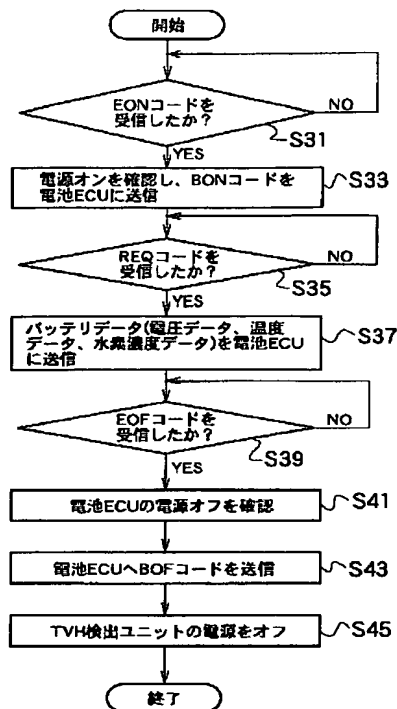 開始
EONコードを
受信したか？
NO
S31
YES
電源オンを確認し、BONコードを
電池ECUに送信
S33
REQコードを
受信したか？
NO
S35
YES
バッテリデータ(電圧データ、温度
データ、水素濃度データ)を電池ECU
に送信
S37
EOFコードを
受信したか？
NO
S39
YES
電池ECUの電源オフを確認
S41
電池ECUへBOFコードを送信
S43
TVH検出ユニットの電源をオフ
S45
終了